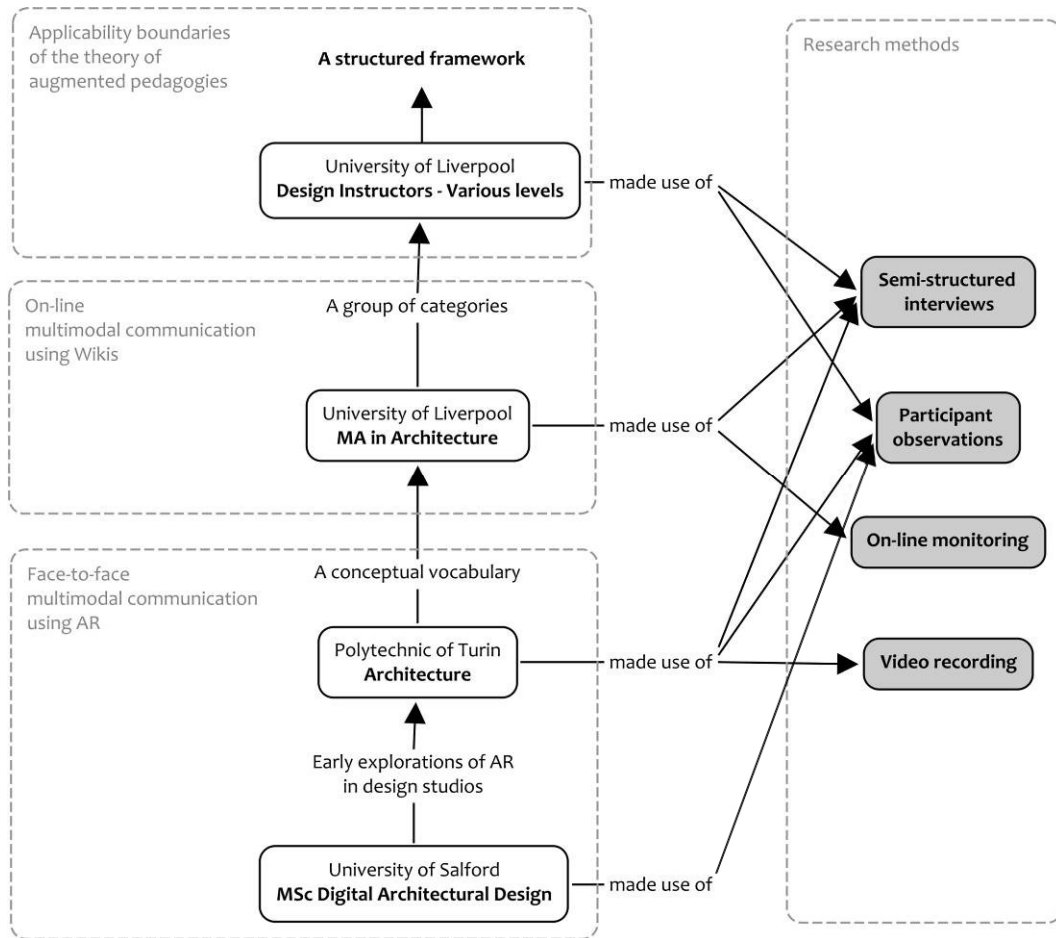 Applicability boundaries
of the theory of
augmented pedagogies
A structured framework
University of Liverpool
Design Instructors - Various levels
made use of
On-line
multimodal communication
using Wikis
A group of categories
University of Liverpool
MA in Architecture
made use of
Face-to-face
multimodal communication
using AR
A conceptual vocabulary
Polytechnic of Turin
Architecture
made use of
Early explorations of AR
in design studios
University of Salford
MSc Digital Architectural Design
made use of
Research methods
Semi-structured
interviews
Participant
observations
On-line monitoring
Video recording